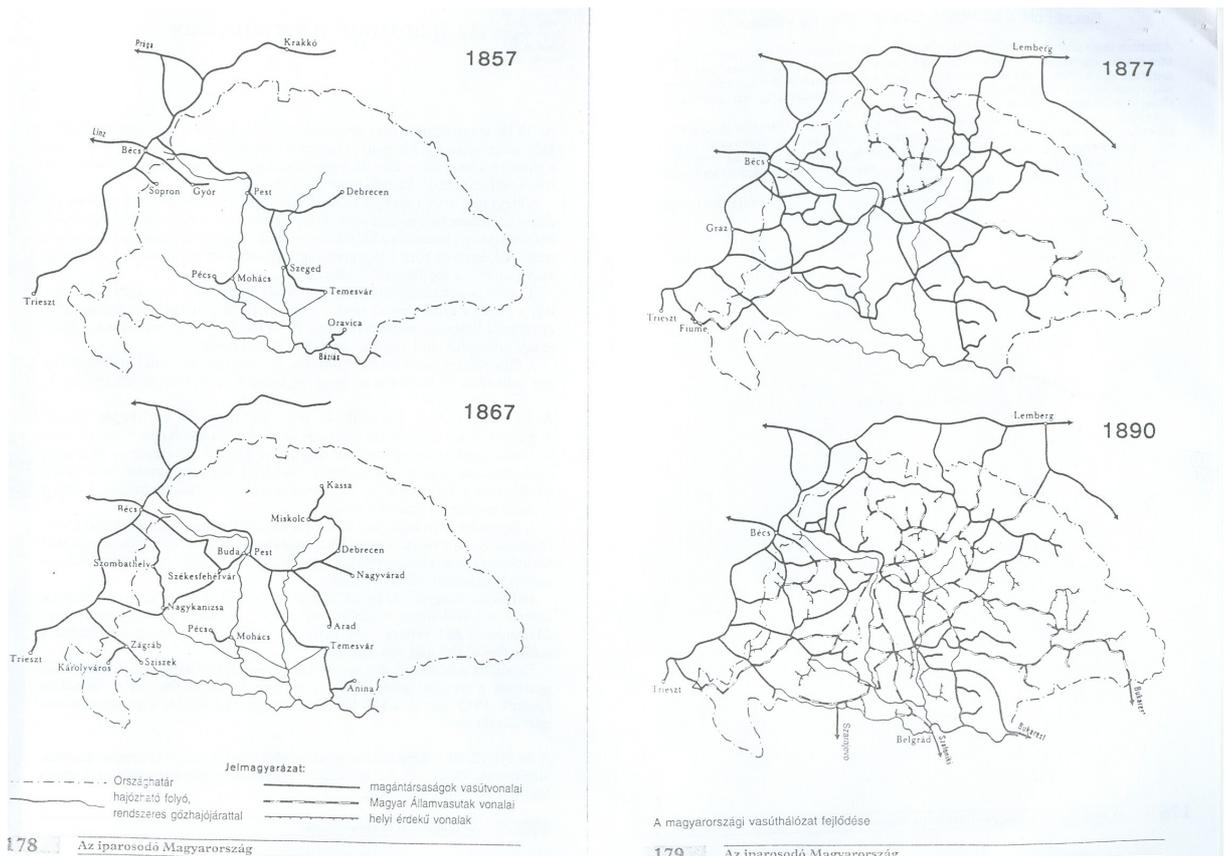 1857
Prága
Krakkó
Linz
Bécs
Sopron
Győr
Pest
Debrecen
Pécs
Mohács
Szeged
Temesvár
Trieszt
Oravica
Báziás
1867
Kassa
Miskolc
Bécs
Buda
Pest
Debrecen
Szombathely
Székesfehérvár
Nagyvárad
Nagykanizsa
Pécs
Mohács
Arad
Temesvár
Zágráb
Trieszt
Károlyváros
Sziszek
Anina
Jelmagyarázat:
Országhatár
hajózható folyó,
rendszeres gőzhajójárattal
magántársaságok vasútvonalai
Magyar Államvasutak vonalai
helyi érdekű vonalak
178 Az iparosodó Magyarország
1877
Lemberg
Bécs
Graz
Trieszt
Fiume
1890
Lemberg
Bécs
Trieszt
Szarajevo
Belgrád
Szaloniki
Bukarest
Bukarest
A magyarországi vasúthálózat fejlődése
179 Az iparosodó Magyarország